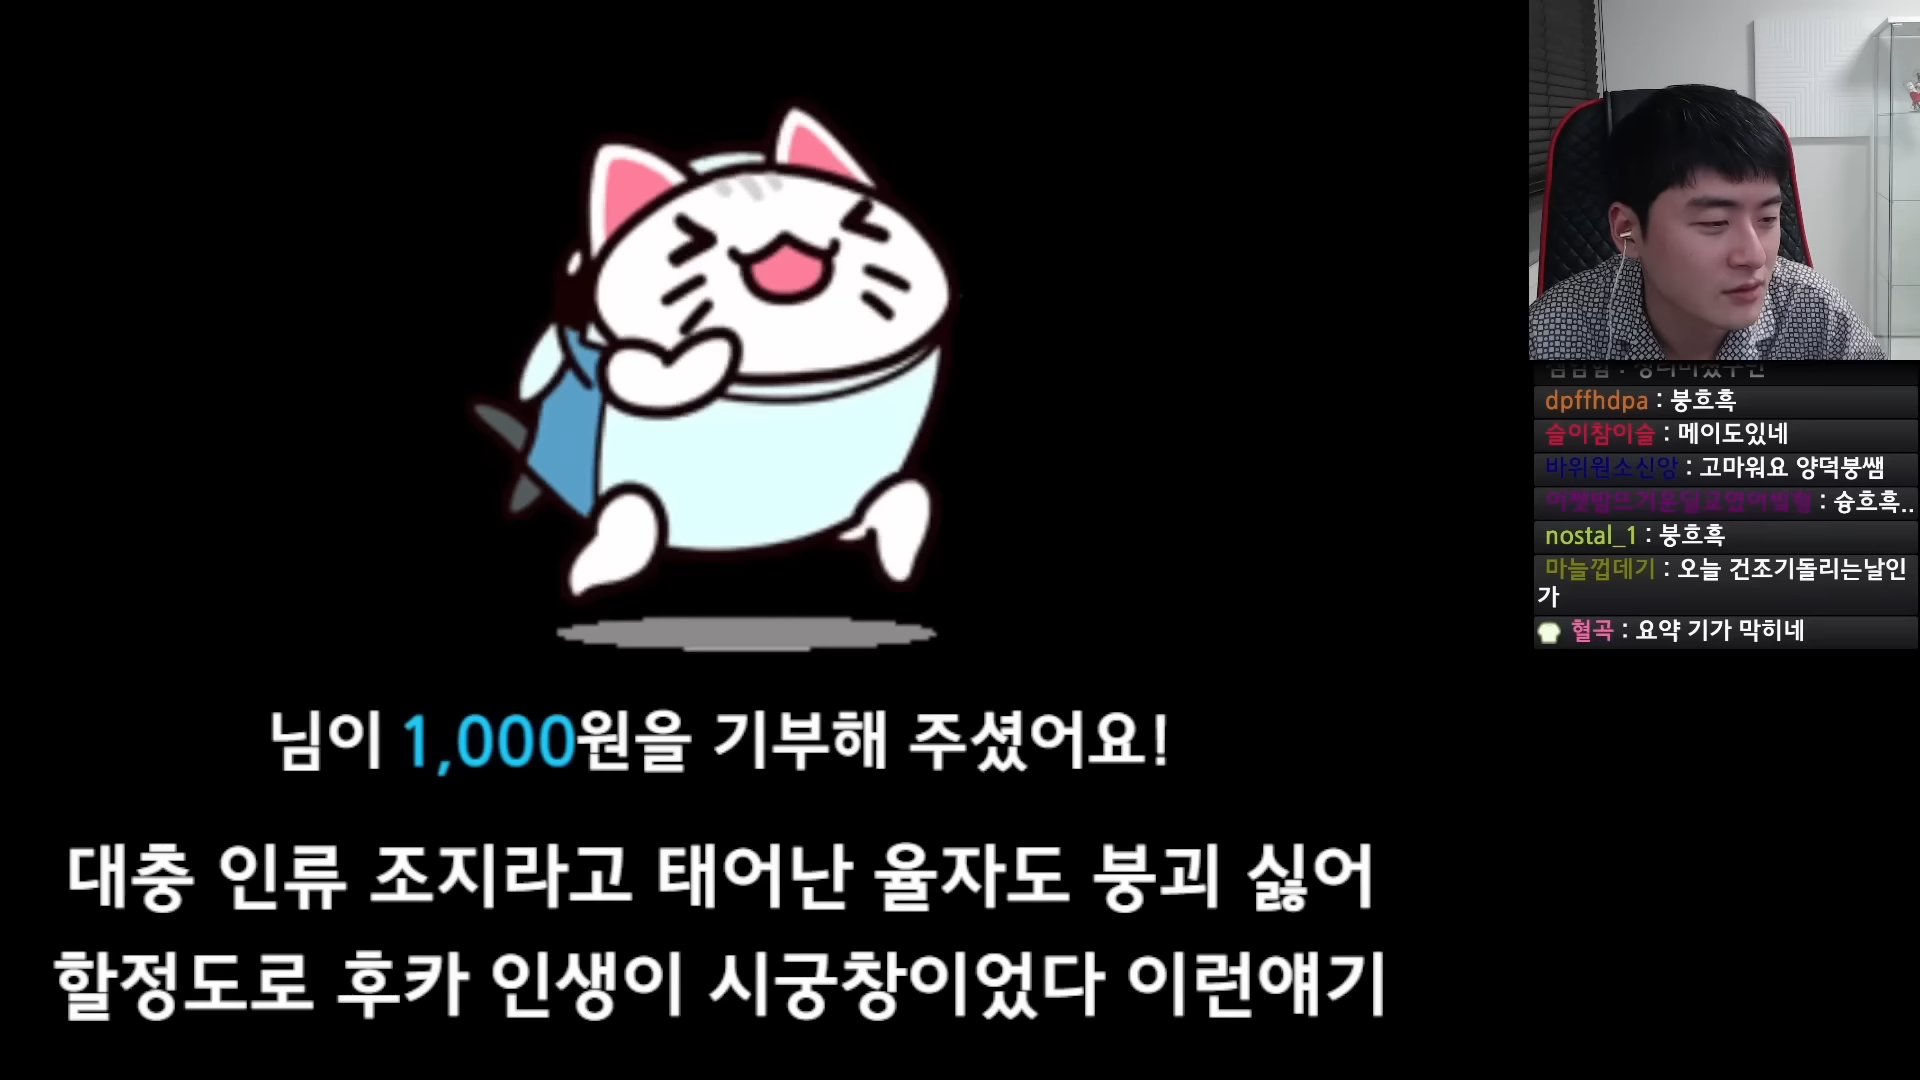 님이 1,000원을 기부해 주셨어요!
대충 인류 조지라고 태어난 율자도 붕괴 싫어
할정도로 후카 인생이 시궁창이었다 이런얘기
dpffhdpa : 붕흐흑
슬이참이슬 : 메이도있네
바위원소신앙 : 고마워요 양덕붕쌤
: 슝흐흑..
nostal_1 : 붕흐흑
마늘껍데기 : 오늘 건조기돌리는날인
가
혈곡 : 요약 기가 막히네